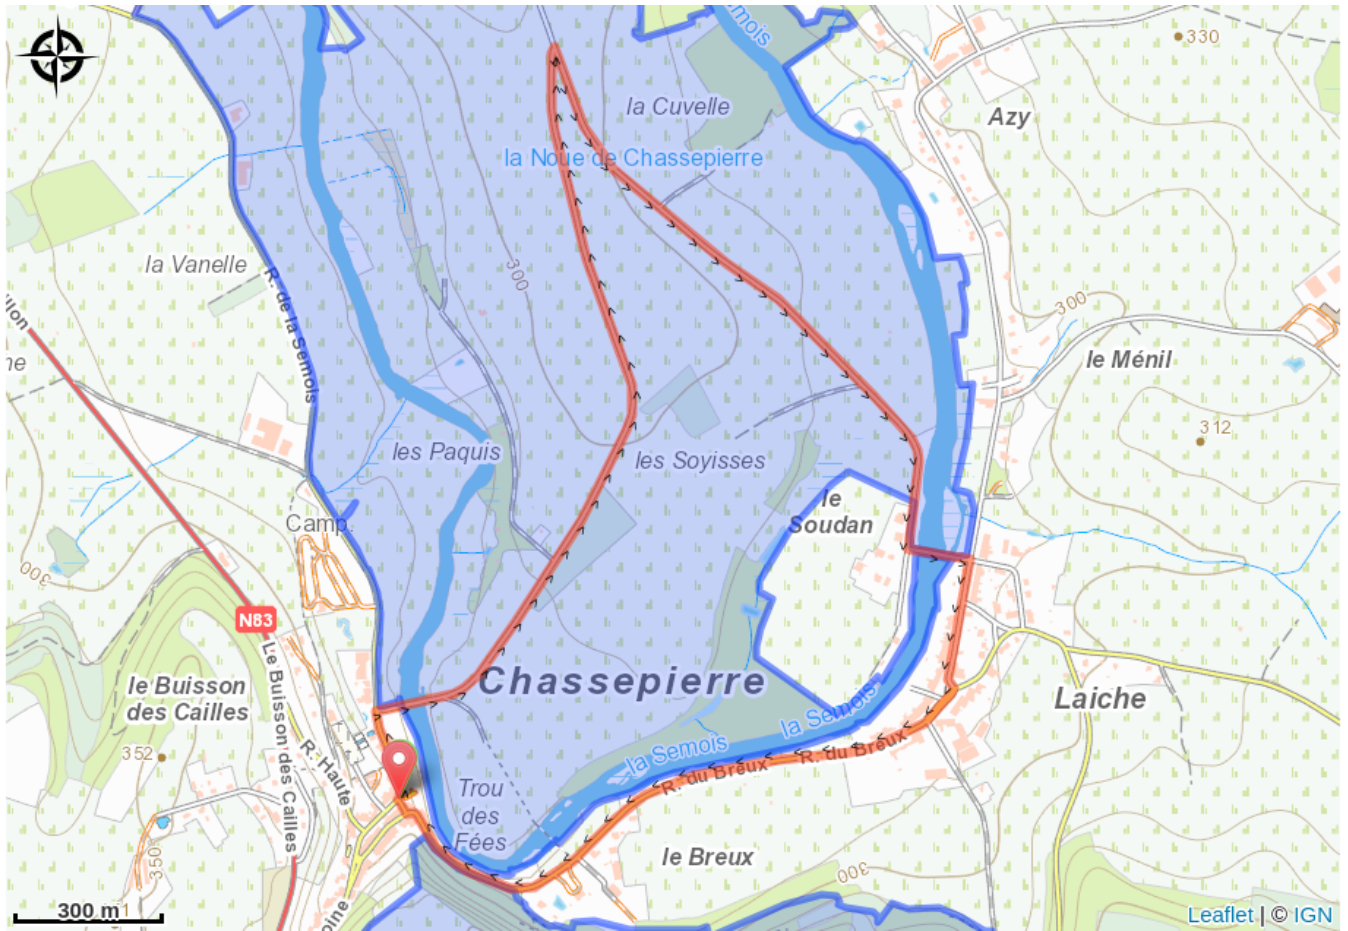 Semois
330
la Cuvelle
Azy
la Noue de Chassepierre
la Vanelle
300
R. de la Semois
300
le Ménil
312
les Paquis
les Soyisses
le
Soudan
Camp.
300
N83
Chassepierre
Laiche
le Buisson
des Cailles
Le Buisson des Cailles
R. Haute
352
la Semois
la Semois
R. du Breux
R. du Breux
Trou
des
Fées
le Breux
350
300
300 m
Leaflet | © IGN